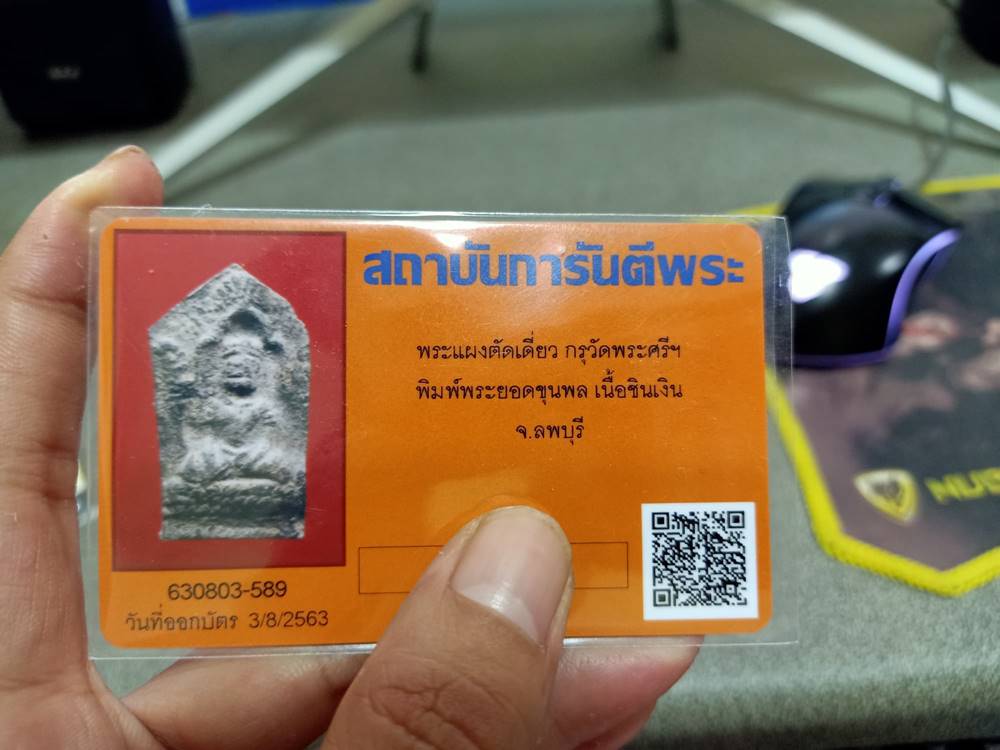 สถาบันการันตีพระ
พระแผงตัดเดี่ยว กรุวัดพระศรีฯ
พิมพ์พระยอดขุนพล เนื้อชินเงิน
จ.ลพบุรี
630803-589
วันที่ออกบัตร 3/8/2563